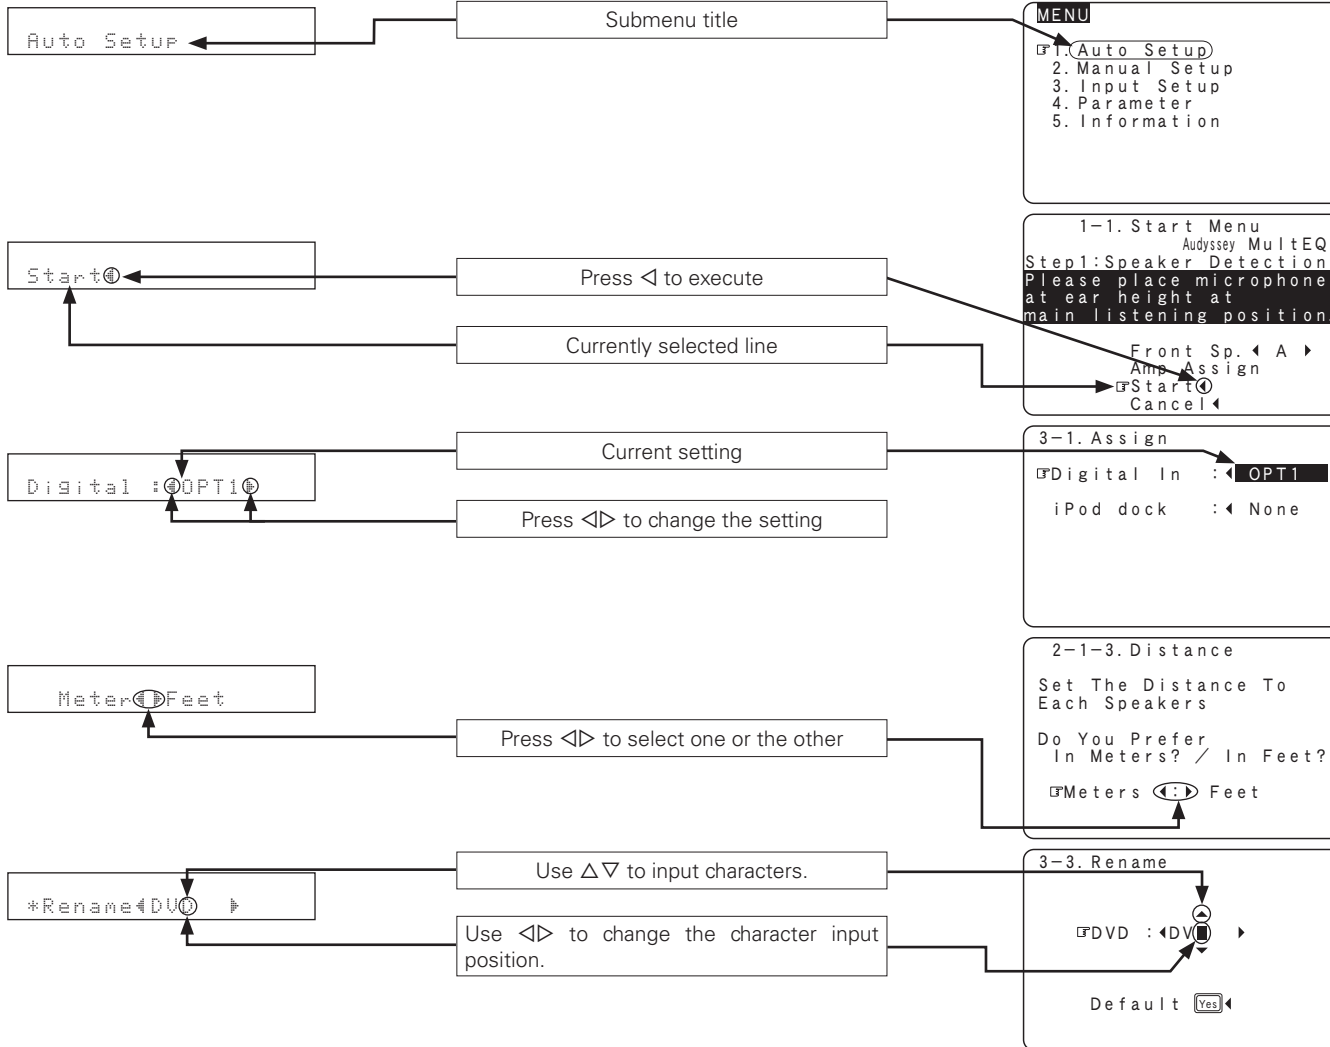 Auto Setup
Submenu title
MENU
☞1.Auto Setup
2.Manual Setup
3.Input Setup
4.Parameter
5.Information
Start◀
Press ◁ to execute
Currently selected line
1-1.Start Menu
Audyssey MultEQ
Step1:Speaker Detection
Please place microphone
at ear height at
main listening position.
Front Sp.◀ A ▶
Amp Assign
☞Start◀
Cancel◀
Digital :◀OPT1▶
Current setting
Press ◁▷ to change the setting
3-1.Assign
☞Digital In :◀ OPT1
iPod dock :◀ None
Meter◀▶Feet
Press ◁▷ to select one or the other
2-1-3.Distance
Set The Distance To
Each Speakers
Do You Prefer
In Meters? / In Feet?
☞Meters ◀:▶ Feet
*Rename◀DVD ▶
Use △▽ to input characters.
Use ◁▷ to change the character input
position.
3-3.Rename
☞DVD :◀DV■ ▶
Default Yes◀